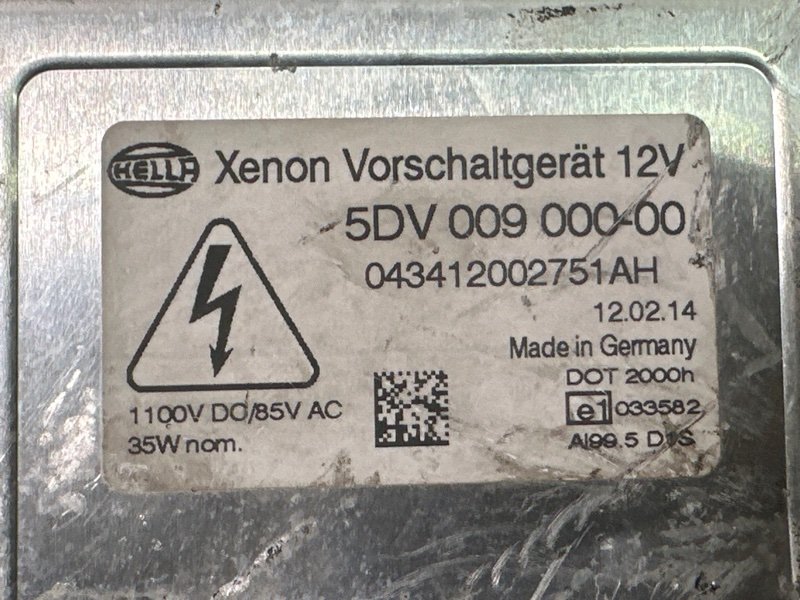 HELLA Xenon Vorschaltgerät 12V
5DV 009 000-00
043412002751AH
12.02.14
Made in Germany
DOT 2000h
e1 033582
Al99.5 D1S
1100V DC/85V AC
35W nom.